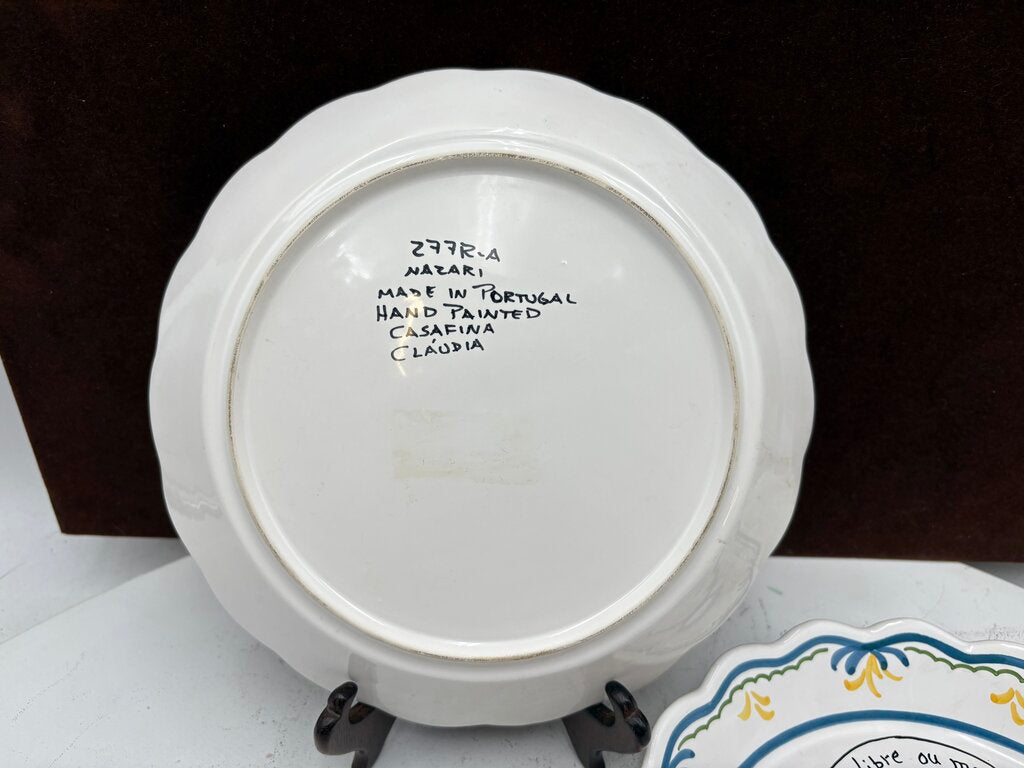 277R-A
NAZARI
MADE IN PORTUGAL
HAND PAINTED
CASAFINA
CLÁUDIA
libre ou